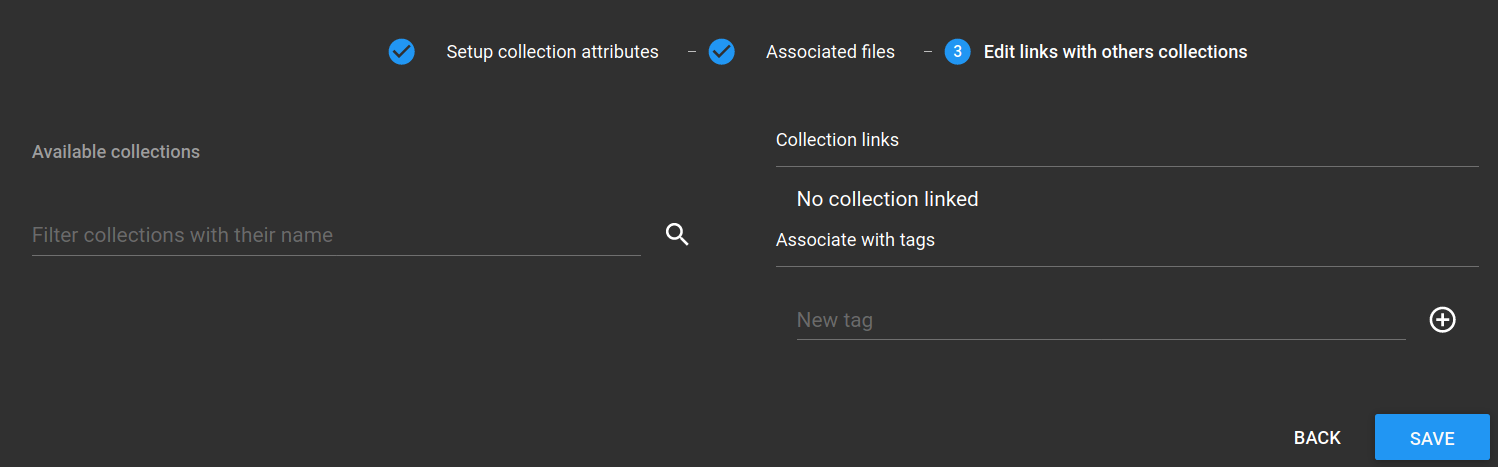 Setup collection attributes – Associated files – 3 Edit links with others collections
Available collections
Filter collections with their name
Collection links
No collection linked
Associate with tags
New tag
BACK SAVE